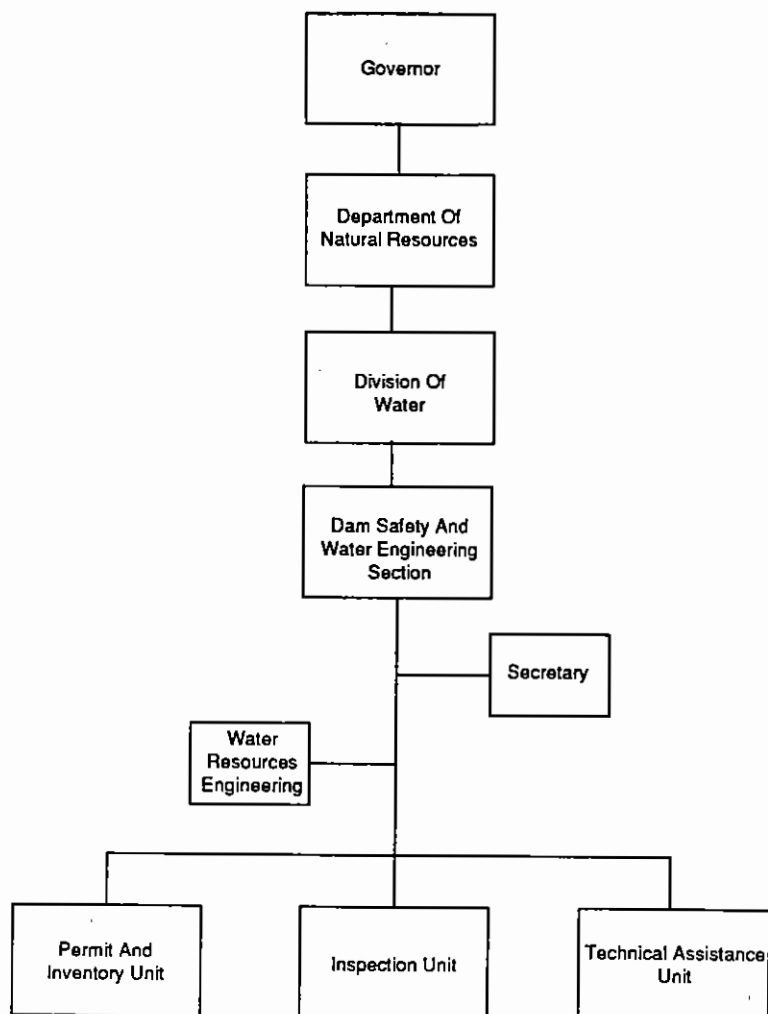 Governor
Department Of
Natural Resources
Division Of
Water
Dam Safety And
Water Engineering
Section
Secretary
Water
Resources
Engineering
Permit And
Inventory Unit
Inspection Unit
Technical Assistance
Unit